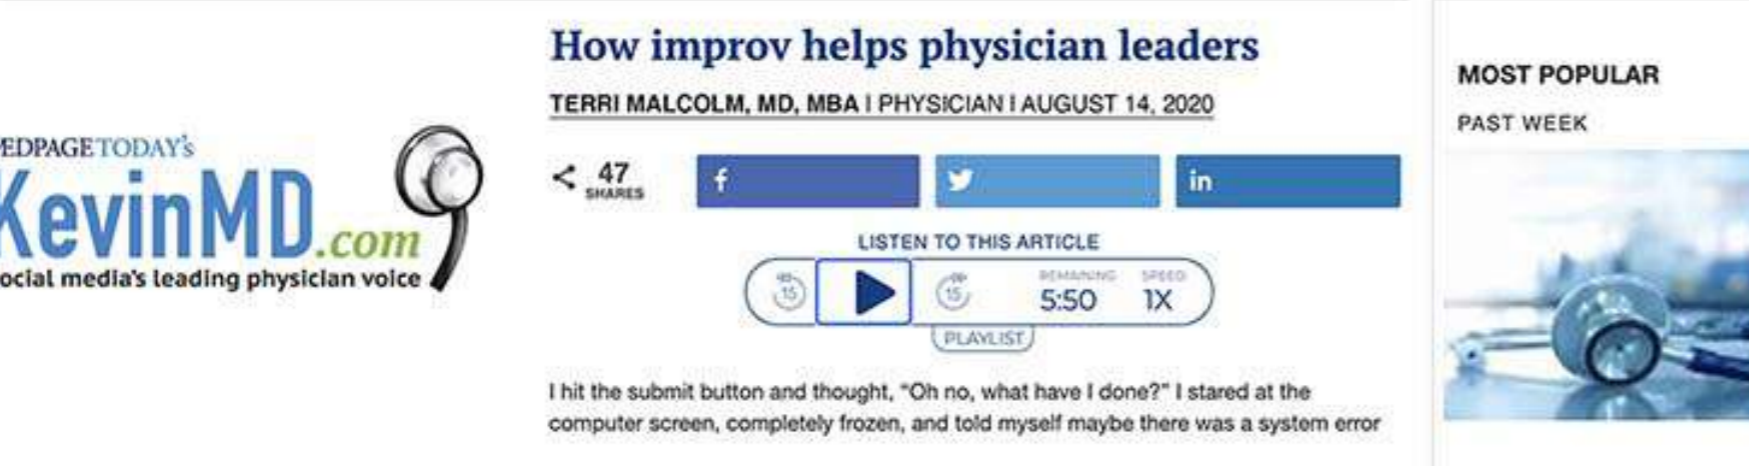 EDPAGE TODAY's
KevinMD.com
ocial media's leading physician voice
How improv helps physician leaders
TERRI MALCOLM, MD, MBA | PHYSICIAN | AUGUST 14, 2020
47
SHARES
f
in
LISTEN TO THIS ARTICLE
15
15
REMAINING
5:50
SPEED
1X
PLAYLIST
I hit the submit button and thought, “Oh no, what have I done?” I stared at the
computer screen, completely frozen, and told myself maybe there was a system error
MOST POPULAR
PAST WEEK